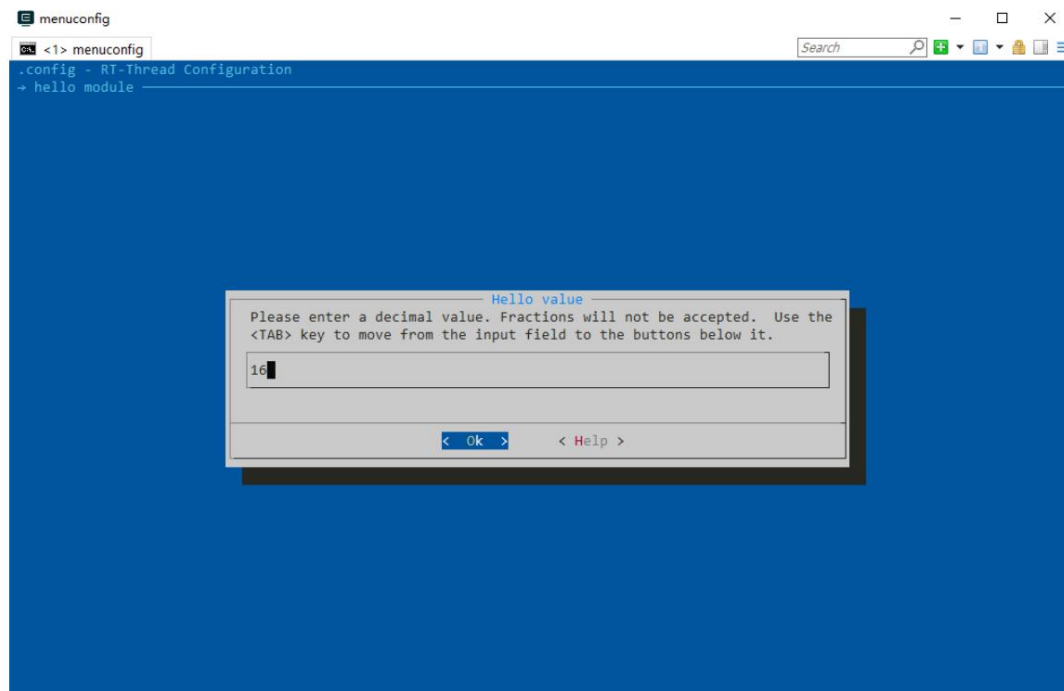 menuconfig
<1> menuconfig
Search
.config - RT-Thread Configuration
→ hello module
Hello value
Please enter a decimal value. Fractions will not be accepted.  Use the
<TAB> key to move from the input field to the buttons below it.
16
<  Ok  > < Help >